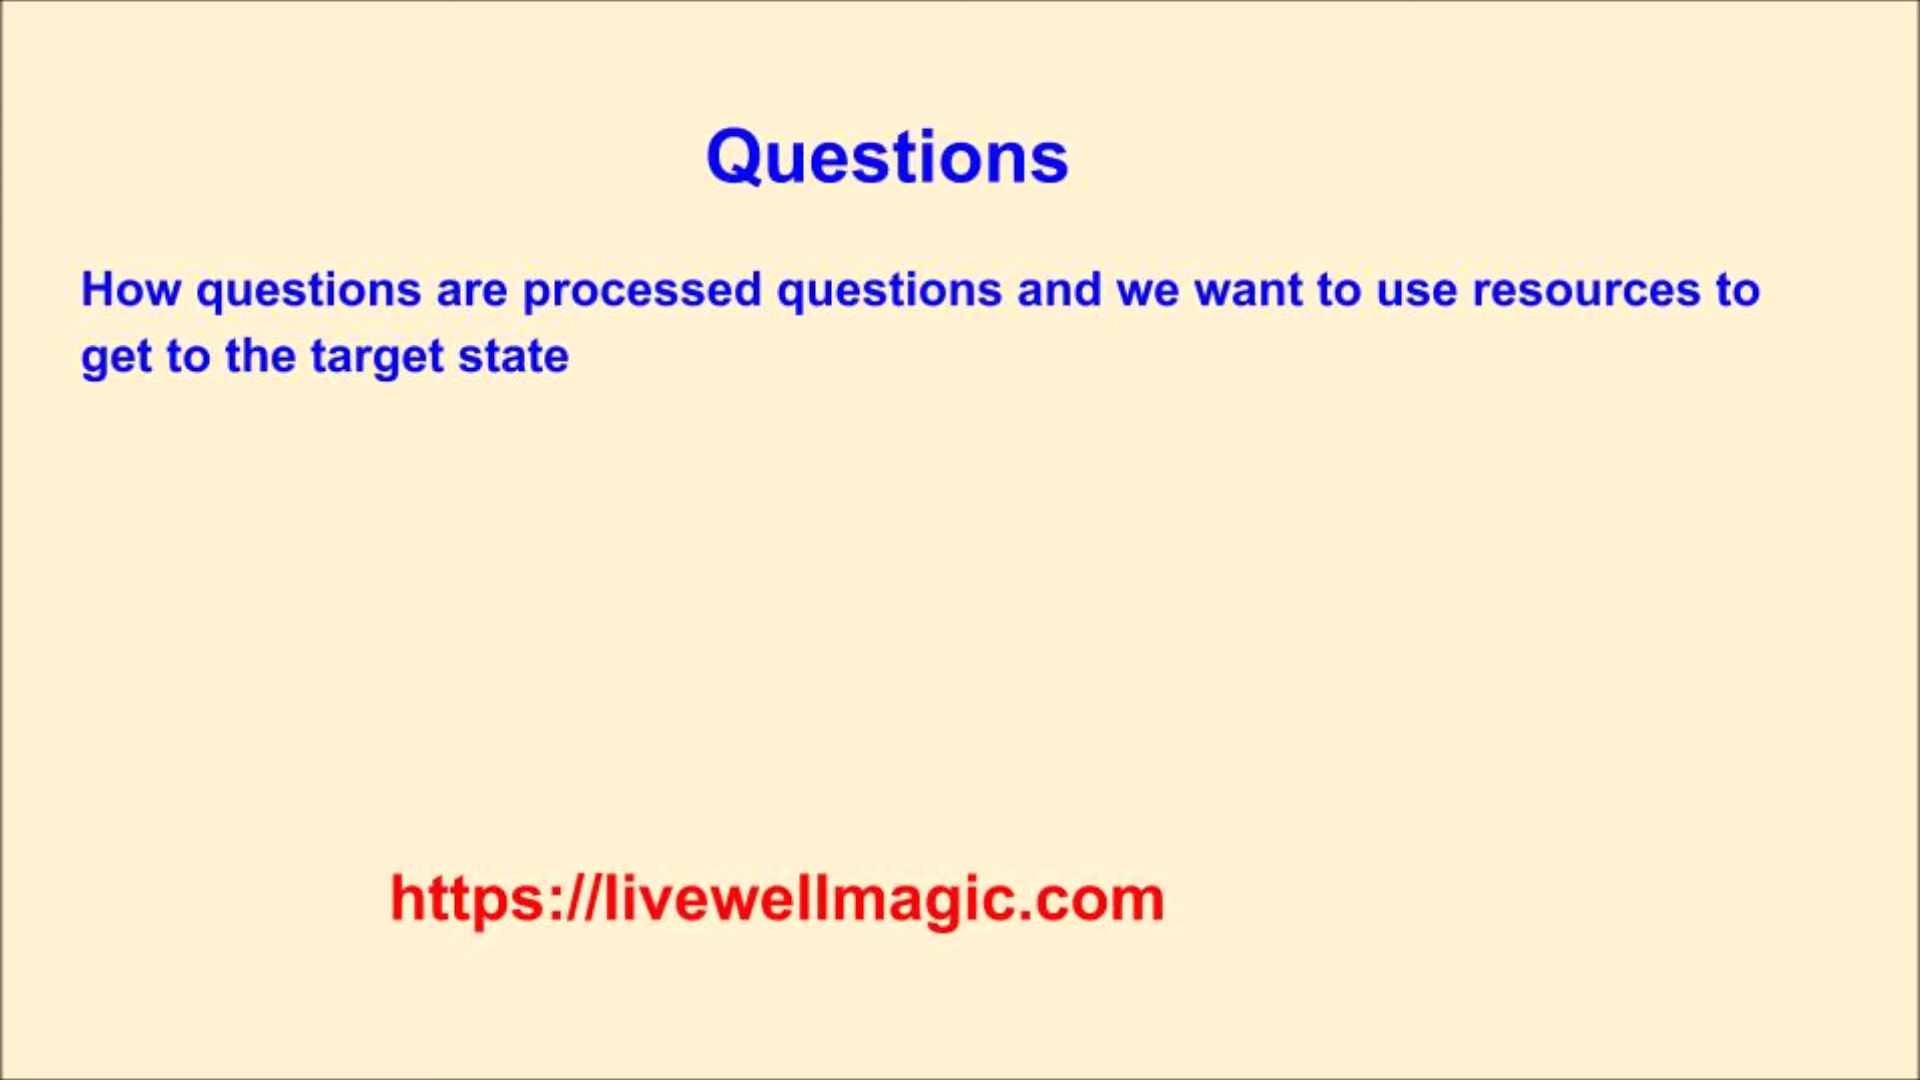 Questions
How questions are processed questions and we want to use resources to
get to the target state
https://livewellmagic.com